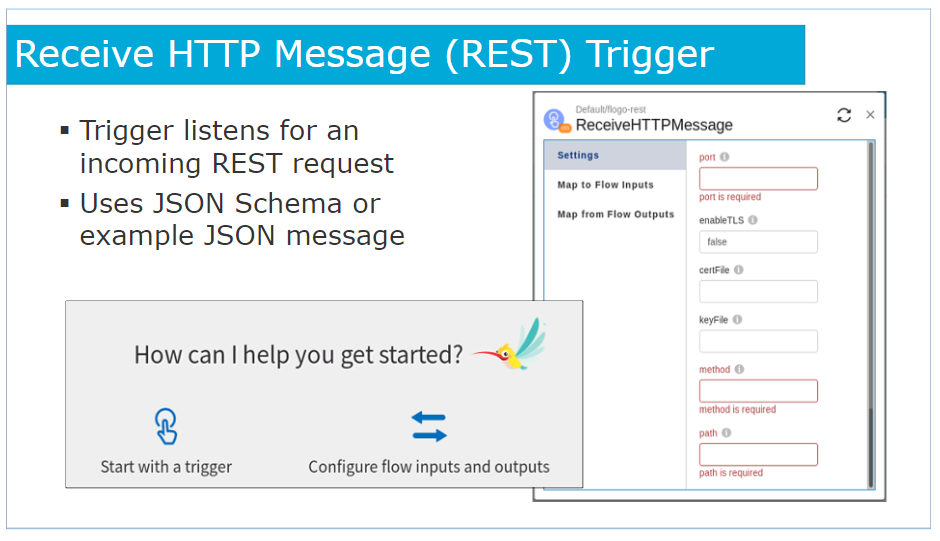 Receive HTTP Message (REST) Trigger
▪ Trigger listens for an
incoming REST request
▪ Uses JSON Schema or
example JSON message
Default/flogo-rest
ReceiveHTTPMessage
Settings
Map to Flow Inputs
Map from Flow Outputs
port
port is required
enableTLS
false
certFile
keyFile
method
method is required
path
path is required
How can I help you get started?
Start with a trigger
Configure flow inputs and outputs